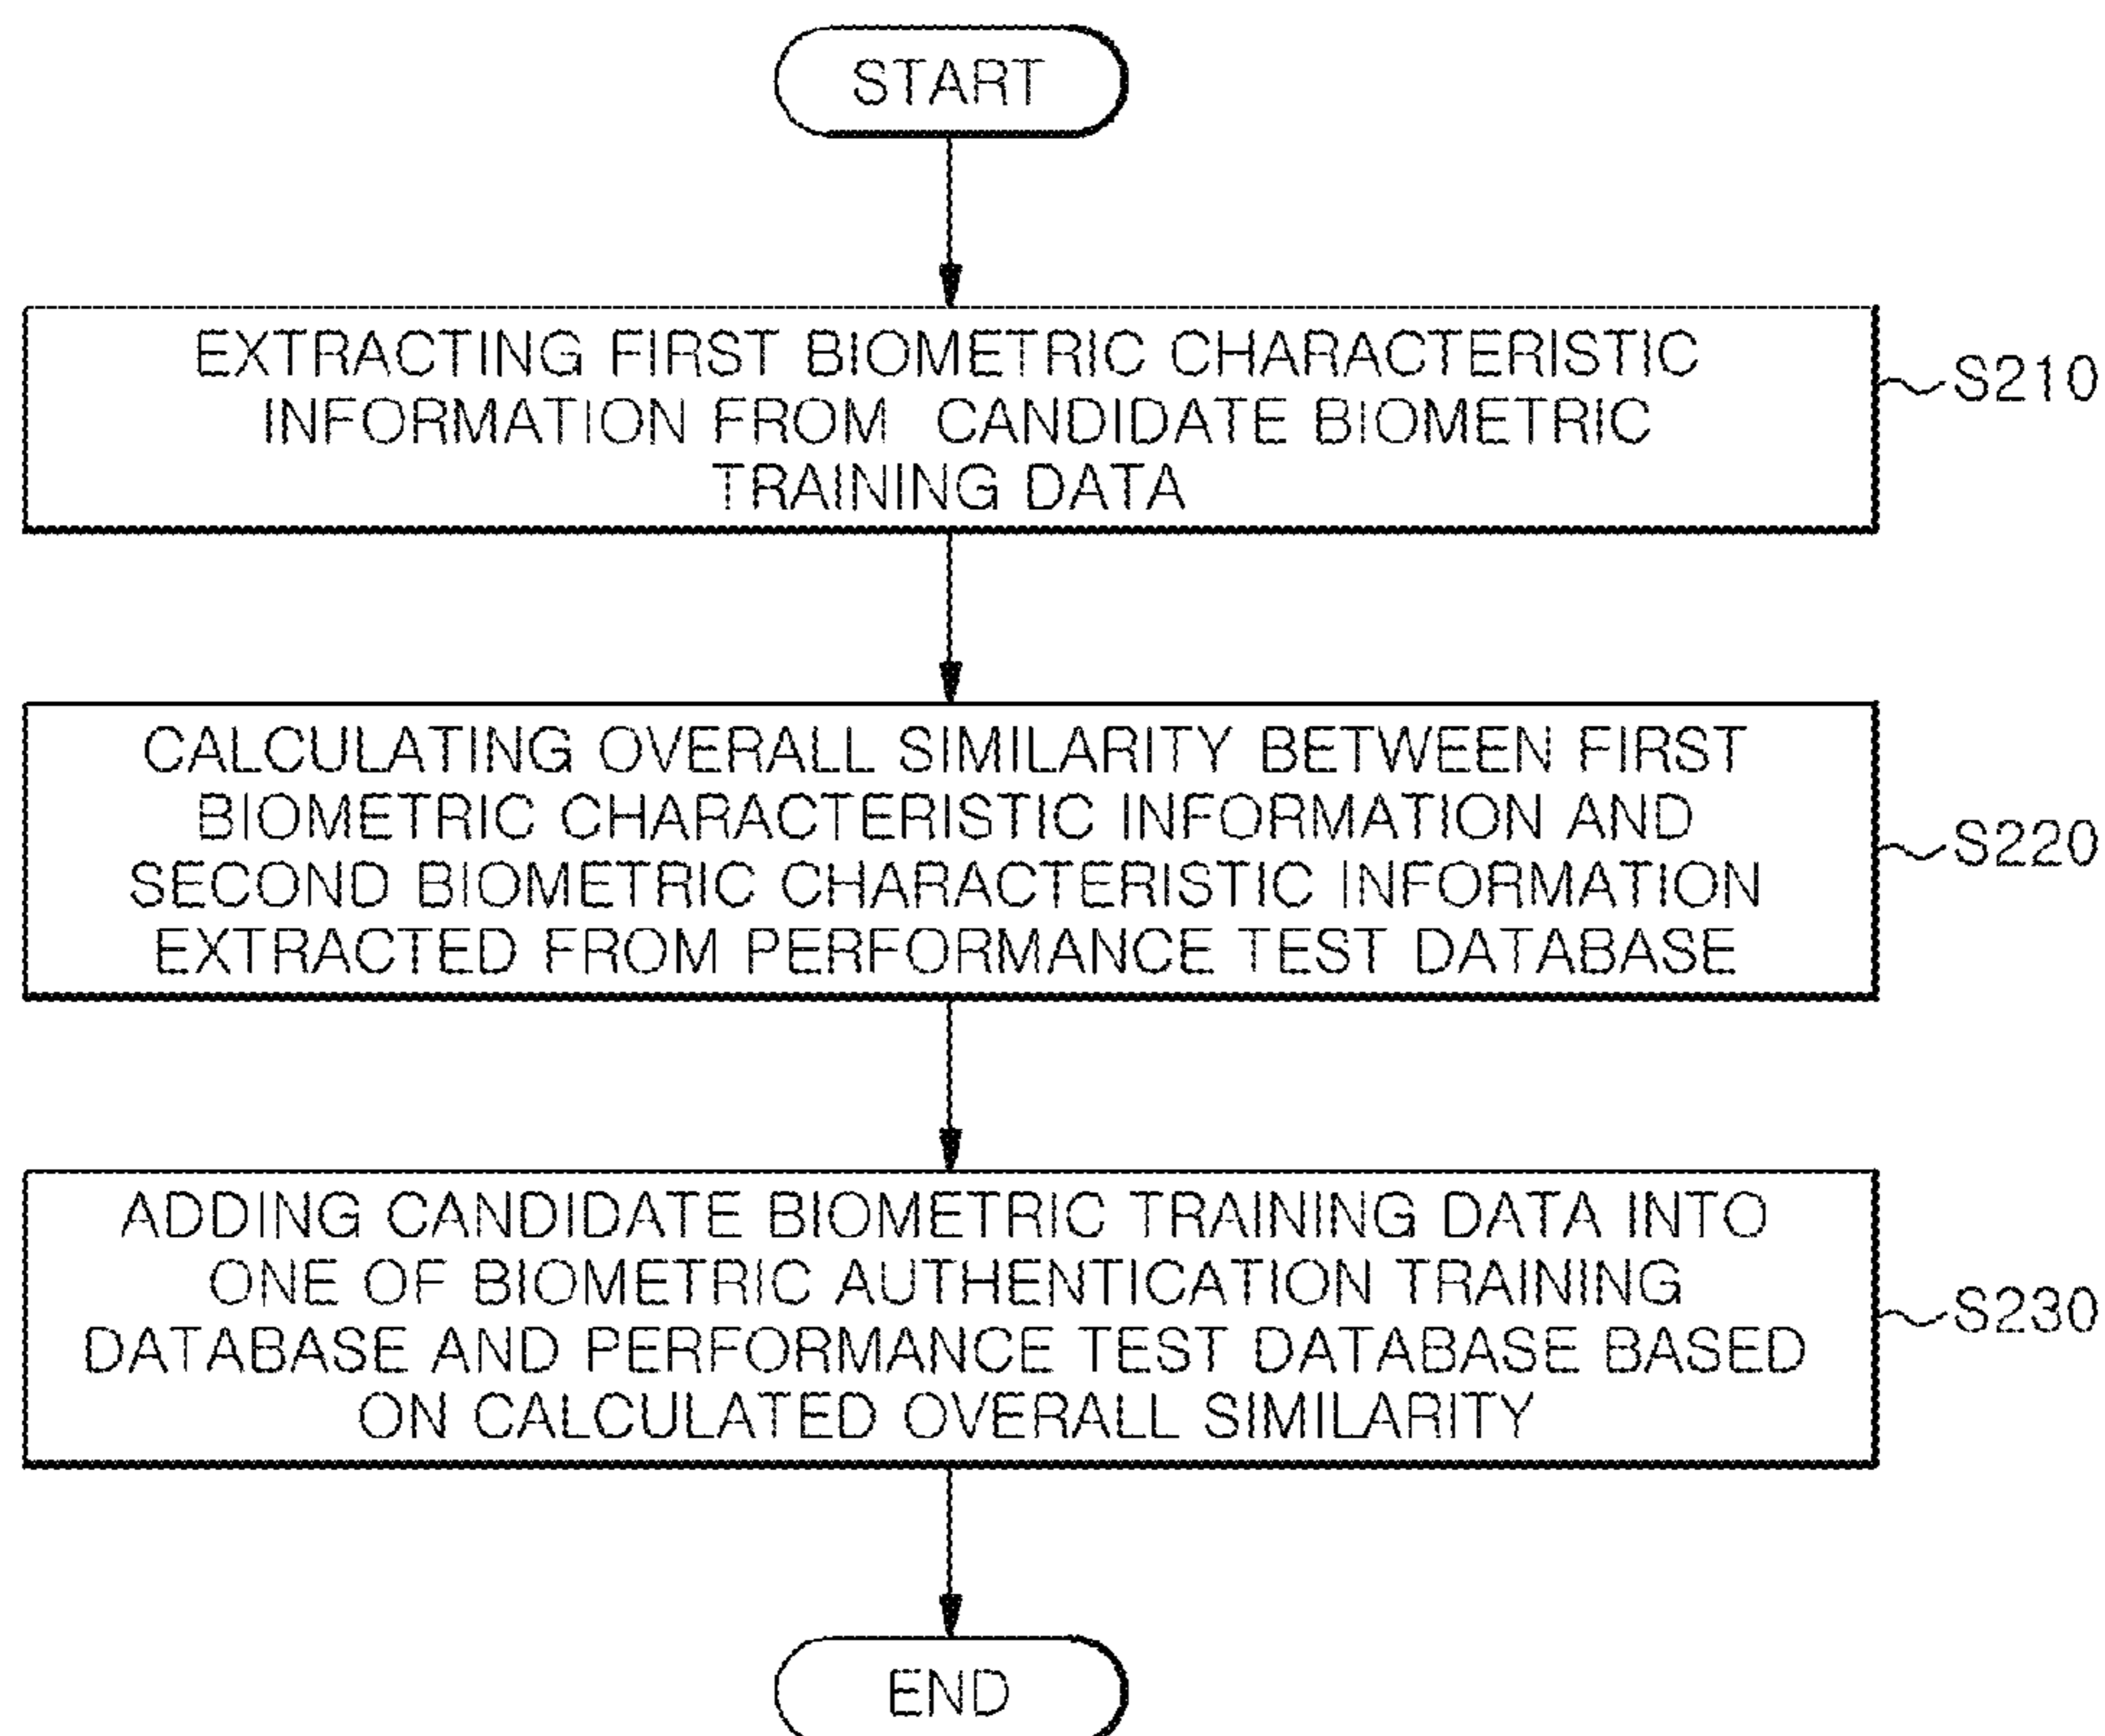 START
EXTRACTING FIRST BIOMETRIC CHARACTERISTIC
INFORMATION FROM CANDIDATE BIOMETRIC
TRAINING DATA
S210
CALCULATING OVERALL SIMILARITY BETWEEN FIRST
BIOMETRIC CHARACTERISTIC INFORMATION AND
SECOND BIOMETRIC CHARACTERISTIC INFORMATION
EXTRACTED FROM PERFORMANCE TEST DATABASE
S220
ADDING CANDIDATE BIOMETRIC TRAINING DATA INTO
ONE OF BIOMETRIC AUTHENTICATION TRAINING
DATABASE AND PERFORMANCE TEST DATABASE BASED
ON CALCULATED OVERALL SIMILARITY
S230
END